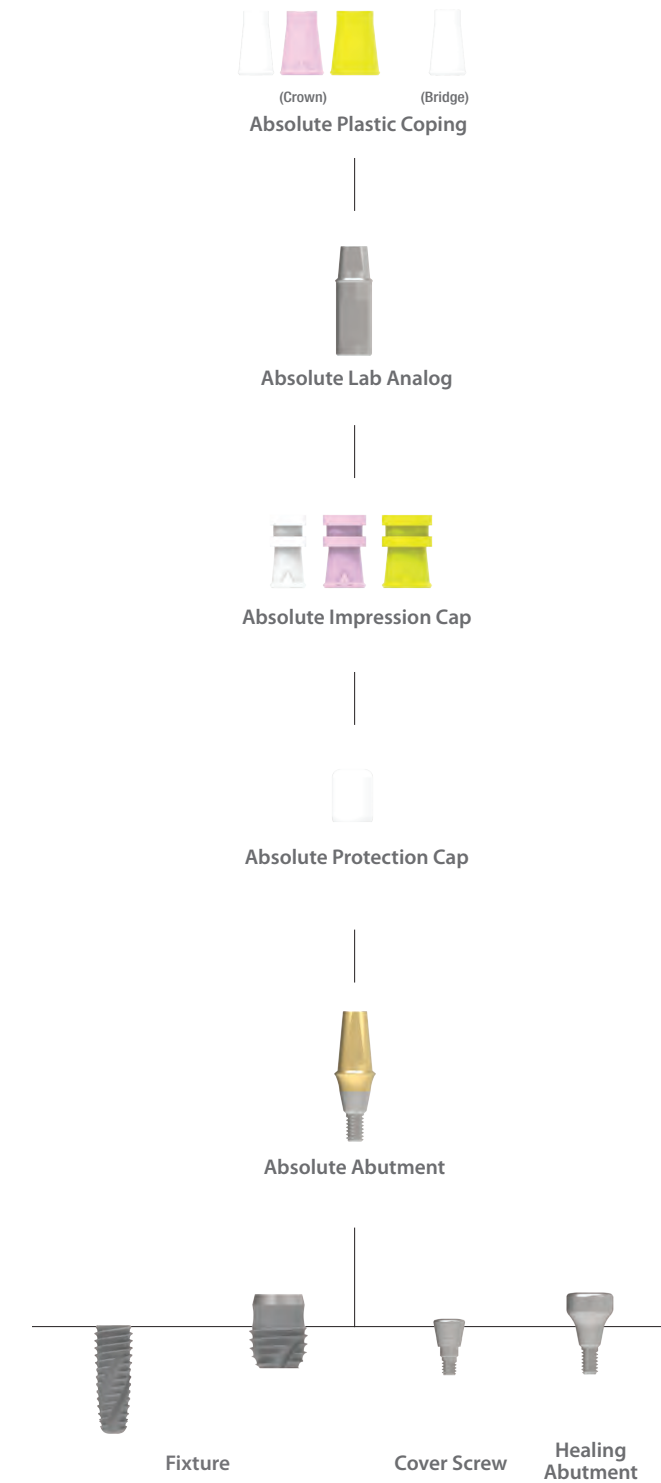 (Crown)
(Bridge)
Absolute Plastic Coping
Absolute Lab Analog
Absolute Impression Cap
Absolute Protection Cap
Absolute Abutment
Fixture
Cover Screw
Healing
Abutment